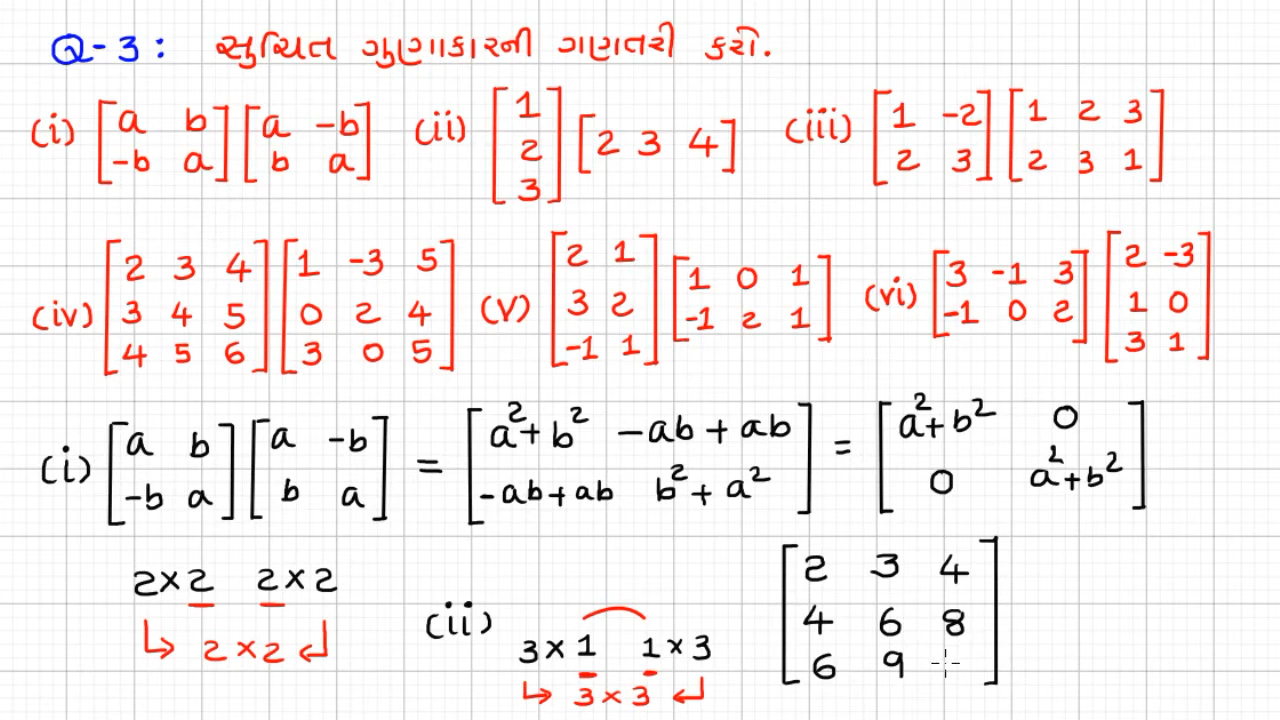 Q-3: સુચિત ગુણાકારની ગણતરી કરો.
(i) [a b; -b a] [a -b; b a] (ii) [1; 2; 3] [2 3 4] (iii) [1 -2; 2 3] [1 2 3; 2 3 1]
(iv) [2 3 4; 3 4 5; 4 5 6] [1 -3 5; 0 2 4; 3 0 5] (v) [2 1; 3 2; -1 1] [1 0 1; -1 2 1] (vi) [3 -1 3; -1 0 2] [2 -3; 1 0; 3 1]
(i) [a b; -b a] [a -b; b a] = [a²+b² -ab+ab; -ab+ab b²+a²] = [a²+b² 0; 0 a²+b²]
2×2 2×2
↳ 2×2 ↲
(ii) 3×1 1×3
↳ 3×3 ↲
[2 3 4; 4 6 8; 6 9]